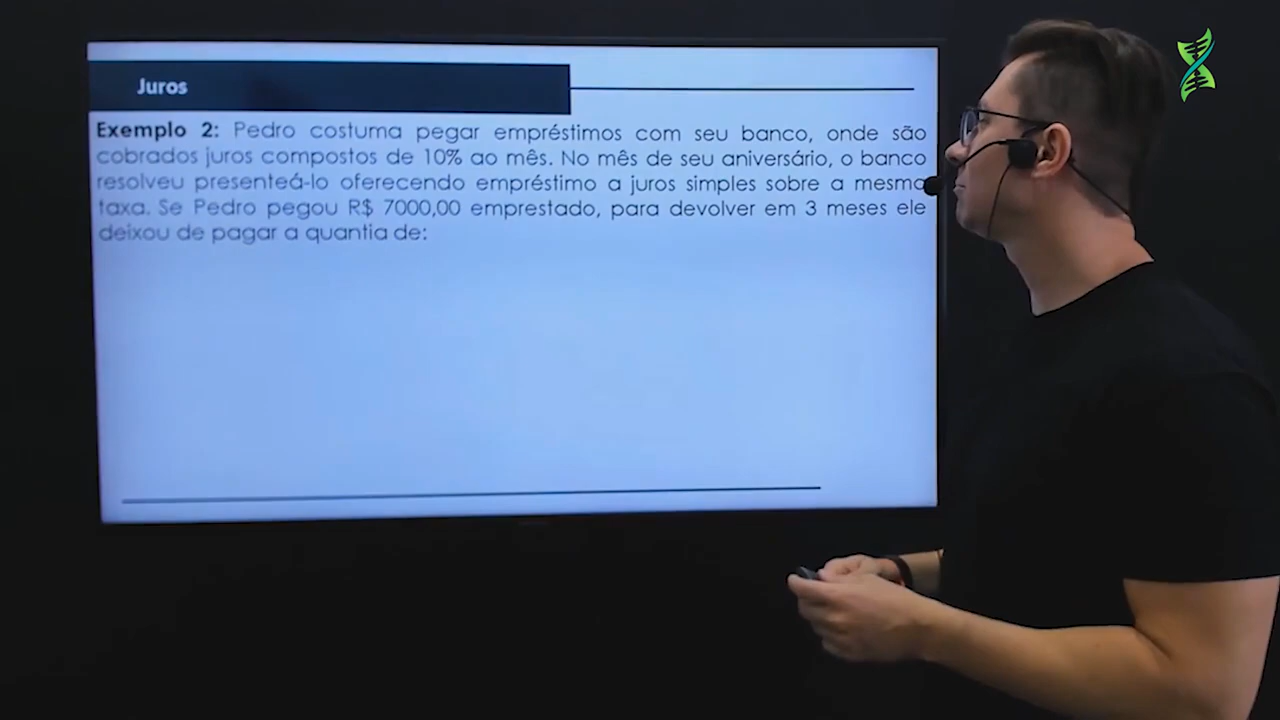 Juros
Exemplo 2: Pedro costuma pegar empréstimos com seu banco, onde são
cobrados juros compostos de 10% ao mês. No mês de seu aniversário, o banco
resolveu presenteá-lo oferecendo empréstimo a juros simples sobre a mesma
taxa. Se Pedro pegou R$ 7000,00 emprestado, para devolver em 3 meses ele
deixou de pagar a quantia de: